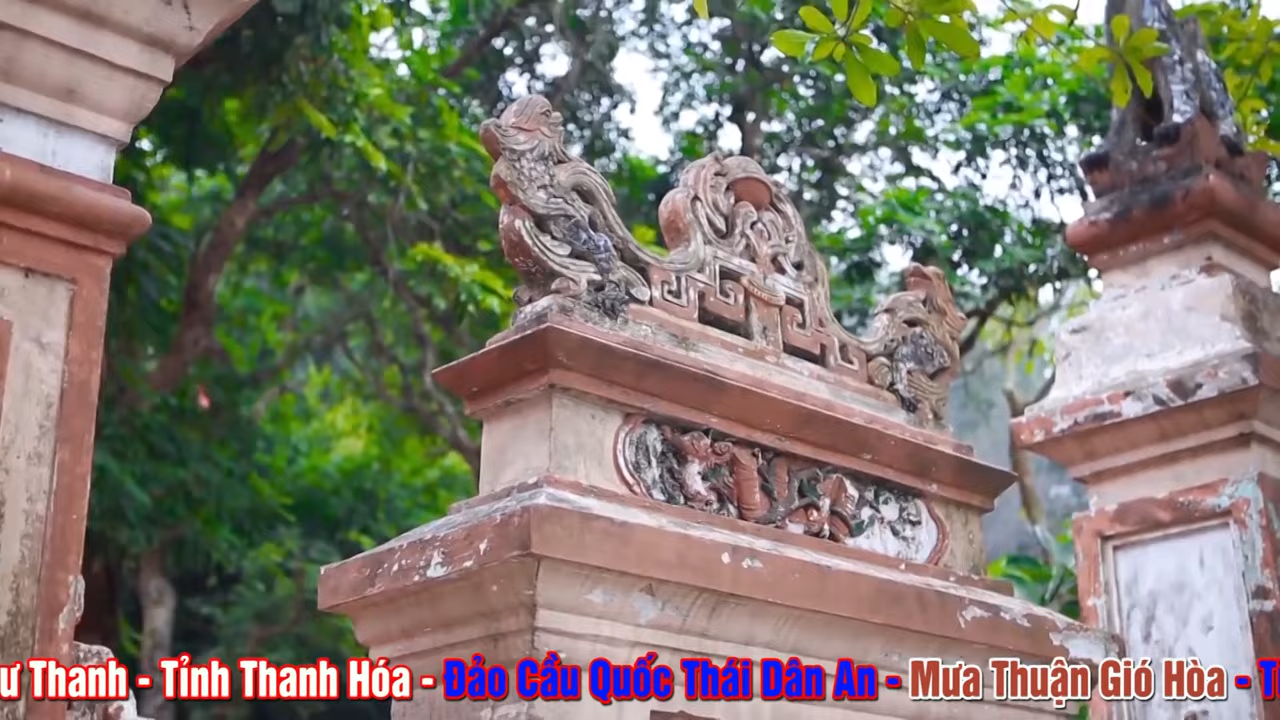 Thanh - Tỉnh Thanh Hóa - Đảo Cầu Quốc Thái Dân An - Mưa Thuận Gió Hòa -